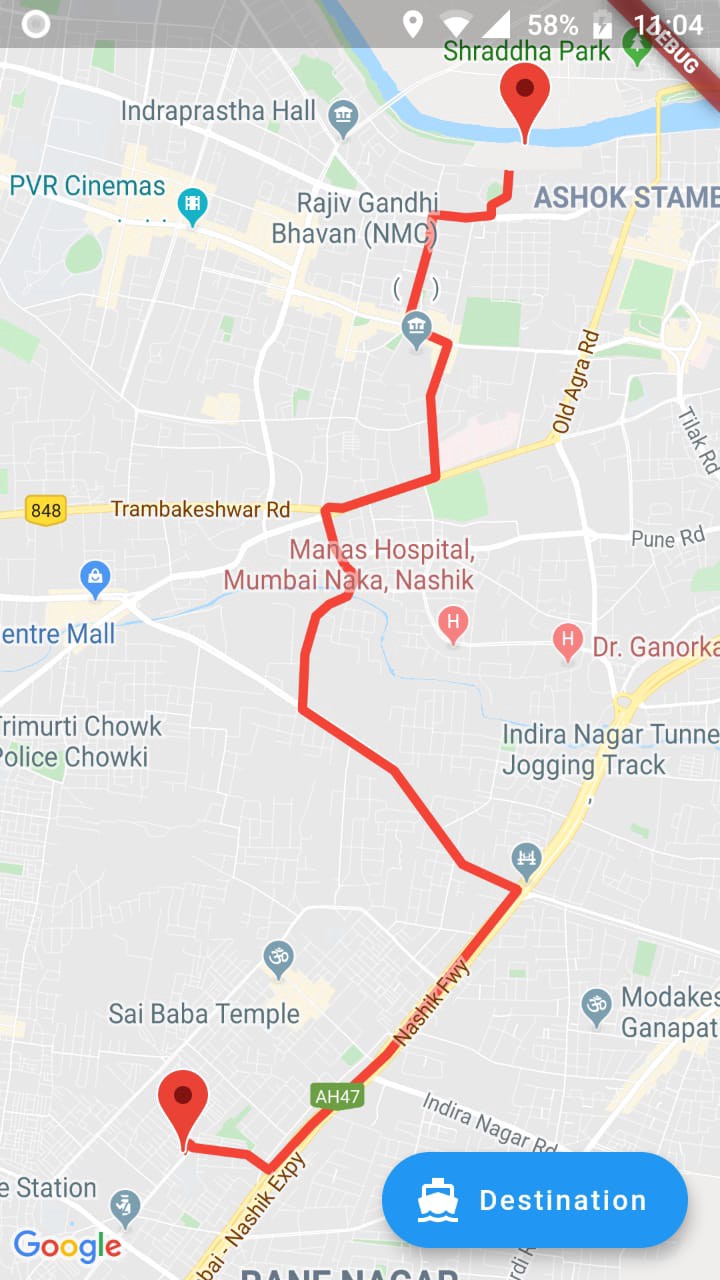 58% 11:04
DEBUG
Shraddha Park
Indraprastha Hall
PVR Cinemas
Rajiv Gandhi
Bhavan (NMC)
( )
ASHOK STAMB
Old Agra Rd
Tilak Rd
848
Trambakeshwar Rd
Pune Rd
Manas Hospital,
Mumbai Naka, Nashik
H
H
entre Mall
Dr. Ganorka
Trimurti Chowk
Police Chowki
Indira Nagar Tunne
Jogging Track
ॐ
Sai Baba Temple
Nashik Fwy
ॐ
Modakes
Ganapat
AH47
Indira Nagar Rd
e Station
bai - Nashik Expy
Destination
Google
RANE NAGAR